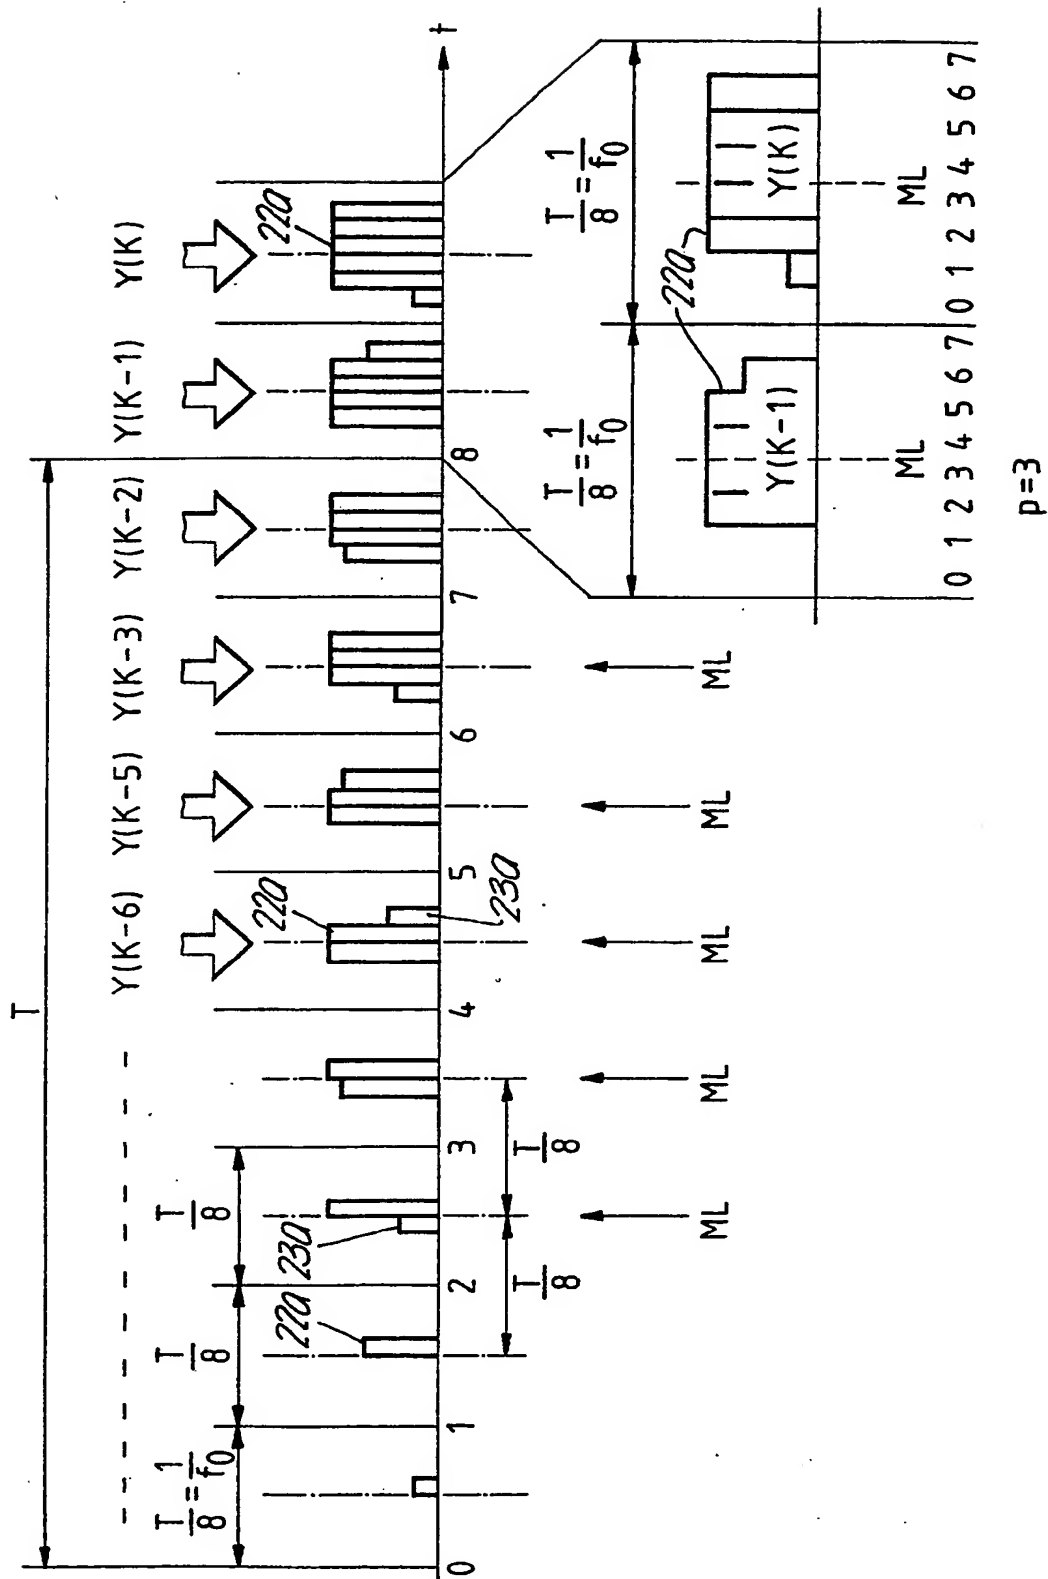 T
Y(K-6) Y(K-5) Y(K-3) Y(K-2) Y(K-1) Y(K)
T/8 = 1/f0 T/8 T/8
220 230 220 220
230
0 1 2 3 4 5 6 7 8 t
T/8 T/8
ML ML ML ML ML
T/8 = 1/f0 T/8 = 1/f0
220
Y(K-1) Y(K)
ML ML
0 1 2 3 4 5 6 7 0 1 2 3 4 5 6 7
p=3